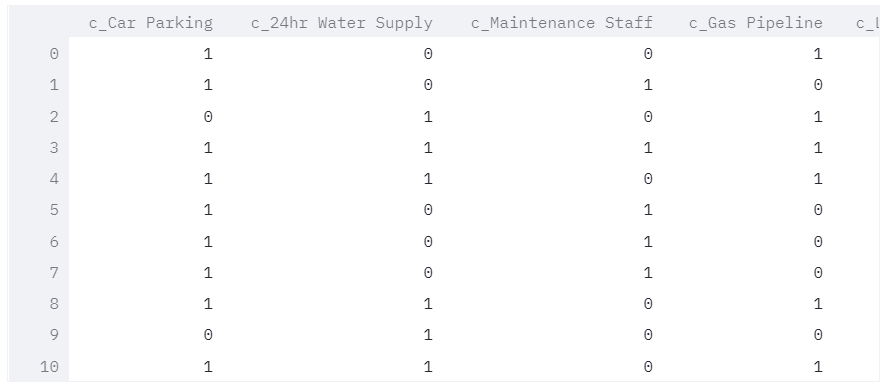 c_Car Parking c_24hr Water Supply c_Maintenance Staff c_Gas Pipeline c_L
0 1 0 0 1
1 1 0 1 0
2 0 1 0 1
3 1 1 1 1
4 1 1 0 1
5 1 0 1 0
6 1 0 1 0
7 1 0 1 0
8 1 1 0 1
9 0 1 0 0
10 1 1 0 1